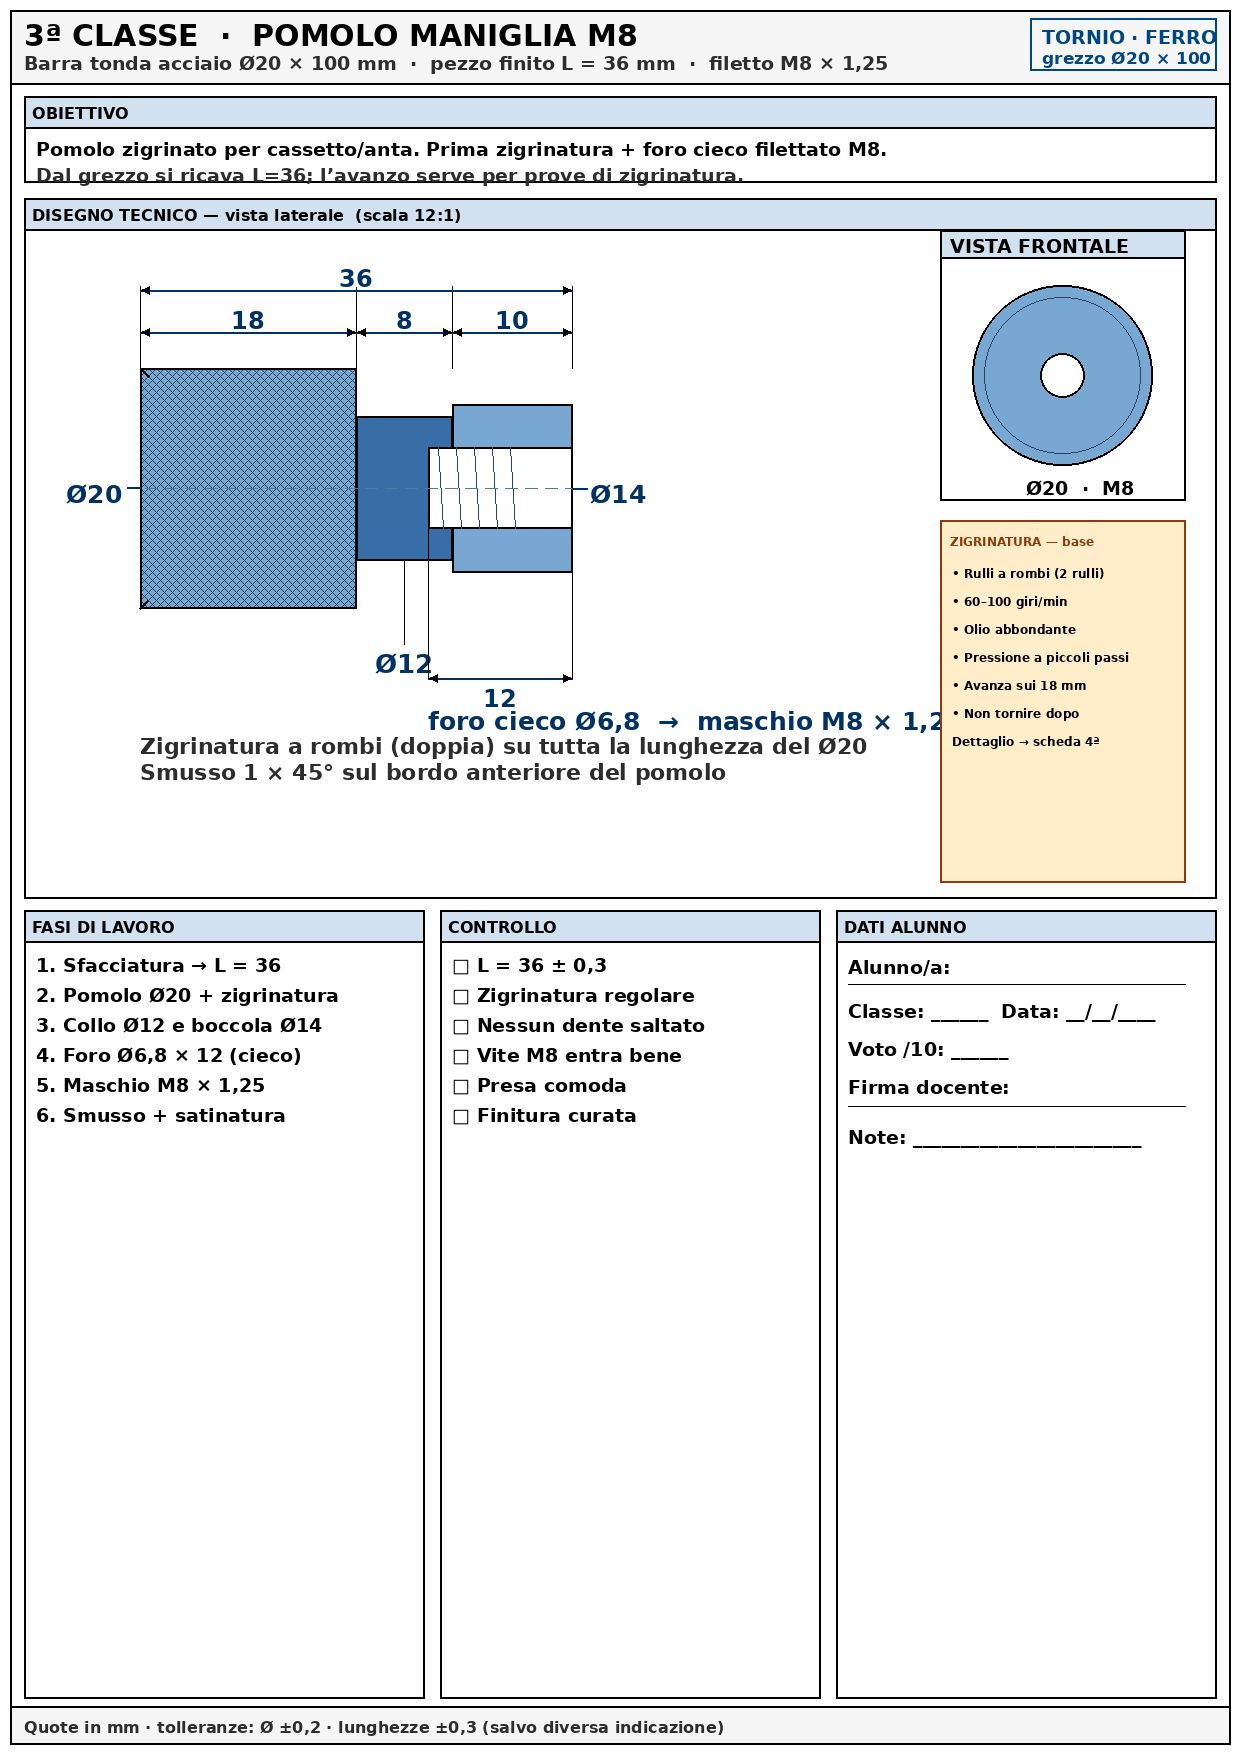 3ª CLASSE · POMOLO MANIGLIA M8
Barra tonda acciaio Ø20 × 100 mm · pezzo finito L = 36 mm · filetto M8 × 1,25
TORNIO · FERRO
grezzo Ø20 × 100
OBIETTIVO
Pomolo zigrinato per cassetto/anta. Prima zigrinatura + foro cieco filettato M8.
Dal grezzo si ricava L=36; l’avanzo serve per prove di zigrinatura.
DISEGNO TECNICO — vista laterale (scala 12:1)
36
18
8
10
Ø20
Ø14
Ø12
12
foro cieco Ø6,8 → maschio M8 × 1,2
Zigrinatura a rombi (doppia) su tutta la lunghezza del Ø20
Smusso 1 × 45° sul bordo anteriore del pomolo
VISTA FRONTALE
Ø20 · M8
ZIGRINATURA — base
• Rulli a rombi (2 rulli)
• 60–100 giri/min
• Olio abbondante
• Pressione a piccoli passi
• Avanza sui 18 mm
• Non tornire dopo
Dettaglio → scheda 4ª
FASI DI LAVORO
1. Sfacciatura → L = 36
2. Pomolo Ø20 + zigrinatura
3. Collo Ø12 e boccola Ø14
4. Foro Ø6,8 × 12 (cieco)
5. Maschio M8 × 1,25
6. Smusso + satinatura
CONTROLLO
□ L = 36 ± 0,3
□ Zigrinatura regolare
□ Nessun dente saltato
□ Vite M8 entra bene
□ Presa comoda
□ Finitura curata
DATI ALUNNO
Alunno/a:
Classe: ______ Data: __/__/____
Voto /10: ______
Firma docente:
Note: ________________________
Quote in mm · tolleranze: Ø ±0,2 · lunghezze ±0,3 (salvo diversa indicazione)